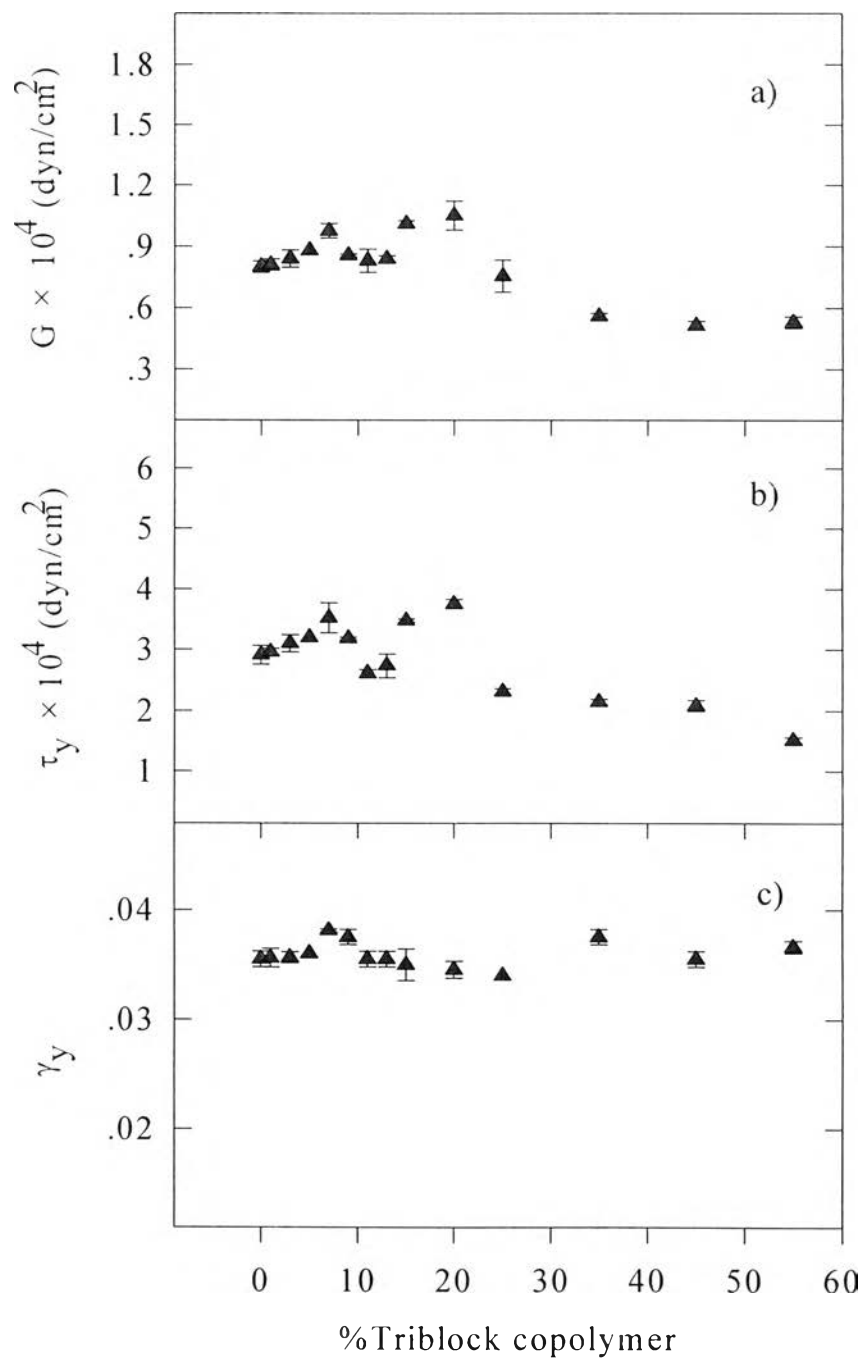 G × 10⁴ (dyn/cm²)
1.8
1.5
1.2
.9
.6
.3
a)
τy × 10⁴ (dyn/cm²)
6
5
4
3
2
1
b)
γy
.04
.03
.02
c)
0 10 20 30 40 50 60
%Triblock copolymer